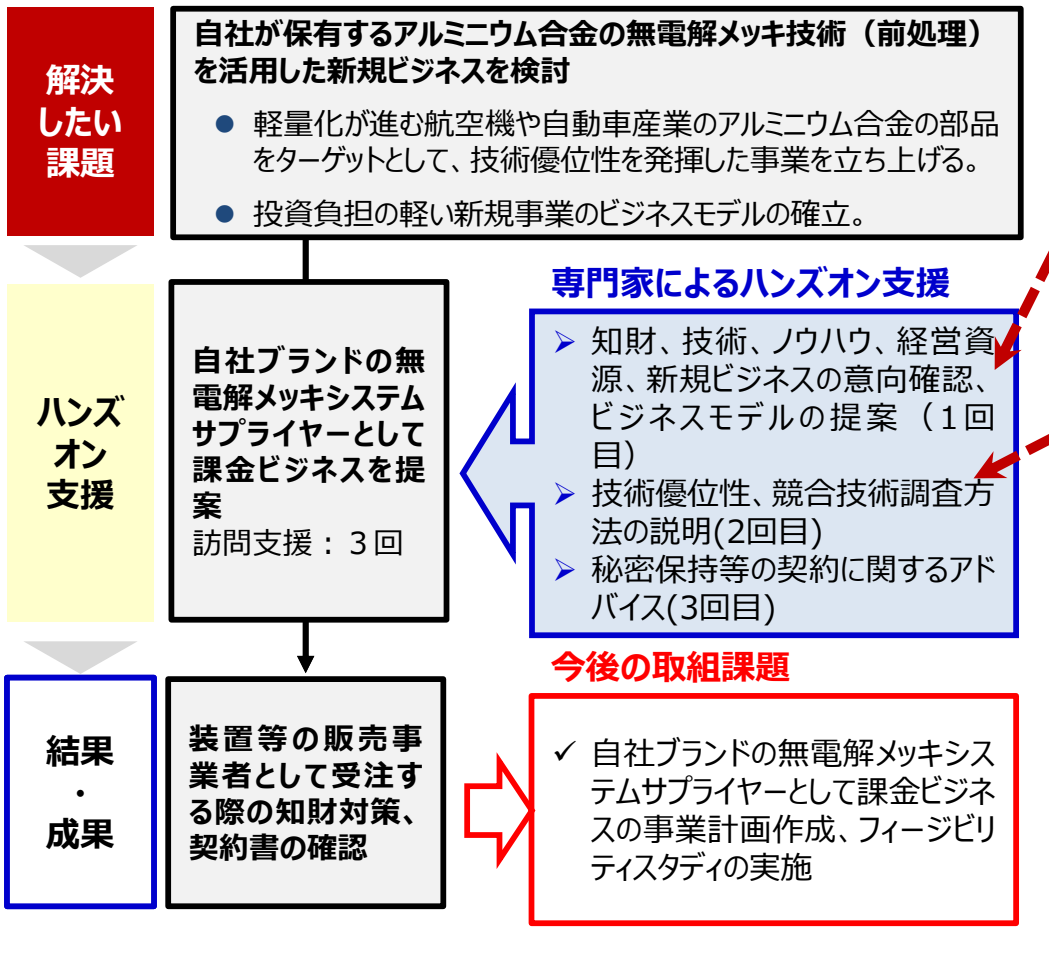 解決
したい
課題
自社が保有するアルミニウム合金の無電解メッキ技術（前処理）
を活用した新規ビジネスを検討
● 軽量化が進む航空機や自動車産業のアルミニウム合金の部品
をターゲットとして、技術優位性を発揮した事業を立ち上げる。
● 投資負担の軽い新規事業のビジネスモデルの確立。
ハンズ
オン
支援
自社ブランドの無
電解メッキシステム
サプライヤーとして
課金ビジネスを提
案
訪問支援：３回
専門家によるハンズオン支援
➢ 知財、技術、ノウハウ、経営資
源、新規ビジネスの意向確認、
ビジネスモデルの提案（1回
目）
➢ 技術優位性、競合技術調査方
法の説明(2回目)
➢ 秘密保持等の契約に関するアド
バイス(3回目)
結果
・
成果
装置等の販売事
業者として受注す
る際の知財対策、
契約書の確認
今後の取組課題
✓ 自社ブランドの無電解メッキシス
テムサプライヤーとして課金ビジネ
スの事業計画作成、フィージビリ
ティスタディの実施